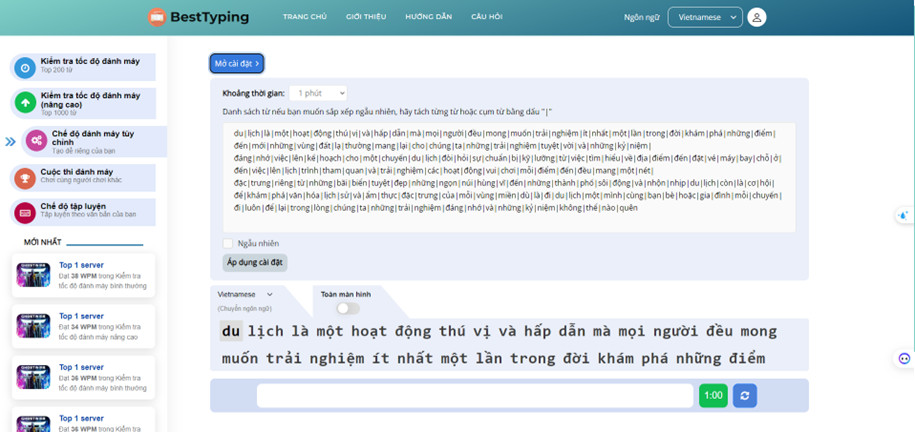 BestTyping
TRANG CHỦ
GIỚI THIỆU
HƯỚNG DẪN
CÂU HỎI
Ngôn ngữ
Vietnamese
Kiểm tra tốc độ đánh máy
Top 200 từ
Kiểm tra tốc độ đánh máy
(nâng cao)
Top 1000 từ
Chế độ đánh máy tùy
chỉnh
Tạo đề riêng của bạn
Cuộc thi đánh máy
Chơi cùng người chơi khác
Chế độ tập luyện
Tập luyện theo văn bản của bạn
MỚI NHẤT
Top 1 server
Đạt 38 WPM trong Kiểm tra
tốc độ đánh máy bình thường
Top 1 server
Đạt 34 WPM trong Kiểm tra
tốc độ đánh máy nâng cao
Top 1 server
Đạt 36 WPM trong Kiểm tra
tốc độ đánh máy bình thường
Top 1 server
Đạt 36 WPM trong Kiểm tra
Mở cài đặt >
Khoảng thời gian:
1 phút
Danh sách từ nếu bạn muốn sắp xếp ngẫu nhiên, hãy tách từng từ hoặc cụm từ bằng dấu "|"
du|lịch|là|một|hoạt|động|thú|vị|và|hấp|dẫn|mà|mọi|người|đều|mong|muốn|trải|nghiệm|ít|nhất|một|lần|trong|đời|khám|phá|những|điểm|
đến|mới|những|vùng|đất|lạ|thường|mang|lại|cho|chúng|ta|những|trải|nghiệm|tuyệt|vời|và|những|kỷ|niệm|
đáng|nhớ|việc|lên|kế|hoạch|cho|một|chuyến|du|lịch|đòi|hỏi|sự|chuẩn|bị|kỹ|lưỡng|từ|việc|tìm|hiểu|về|địa|điểm|đến|đặt|vé|máy|bay|chỗ|ở|
đến|việc|lên|lịch|trình|tham|quan|và|trải|nghiệm|các|hoạt|động|vui|chơi|mỗi|điểm|đến|đều|mang|một|nét|
đặc|trưng|riêng|từ|những|bãi|biển|tuyệt|đẹp|những|ngọn|núi|hùng|vĩ|đến|những|thành|phố|sôi|động|và|nhộn|nhịp|du|lịch|còn|là|cơ|hội|
để|khám|phá|văn|hóa|lịch|sử|và|ẩm|thực|đặc|trưng|của|mỗi|vùng|miền|dù|là|đi|du|lịch|một|mình|cùng|bạn|bè|hoặc|gia|đình|mỗi|chuyến|
đi|luôn|để|lại|trong|lòng|chúng|ta|những|trải|nghiệm|đáng|nhớ|và|những|kỷ|niệm|không|thể|nào|quên
Ngẫu nhiên
Áp dụng cài đặt
Vietnamese
(Chuyển ngôn ngữ)
Toàn màn hình
du lịch là một hoạt động thú vị và hấp dẫn mà mọi người đều mong
muốn trải nghiệm ít nhất một lần trong đời khám phá những điểm
1:00